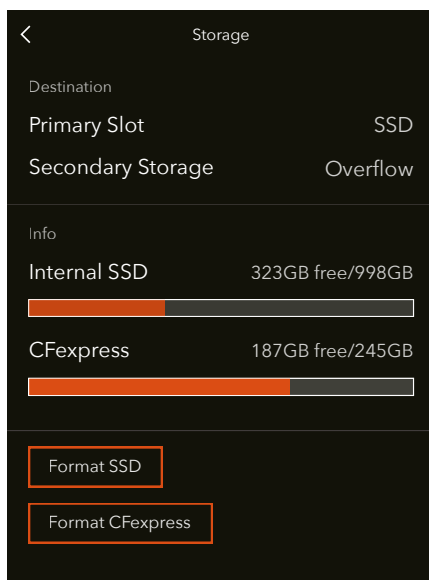 Storage
Destination
Primary Slot SSD
Secondary Storage Overflow
Info
Internal SSD 323GB free/998GB
CFexpress 187GB free/245GB
Format SSD
Format CFexpress